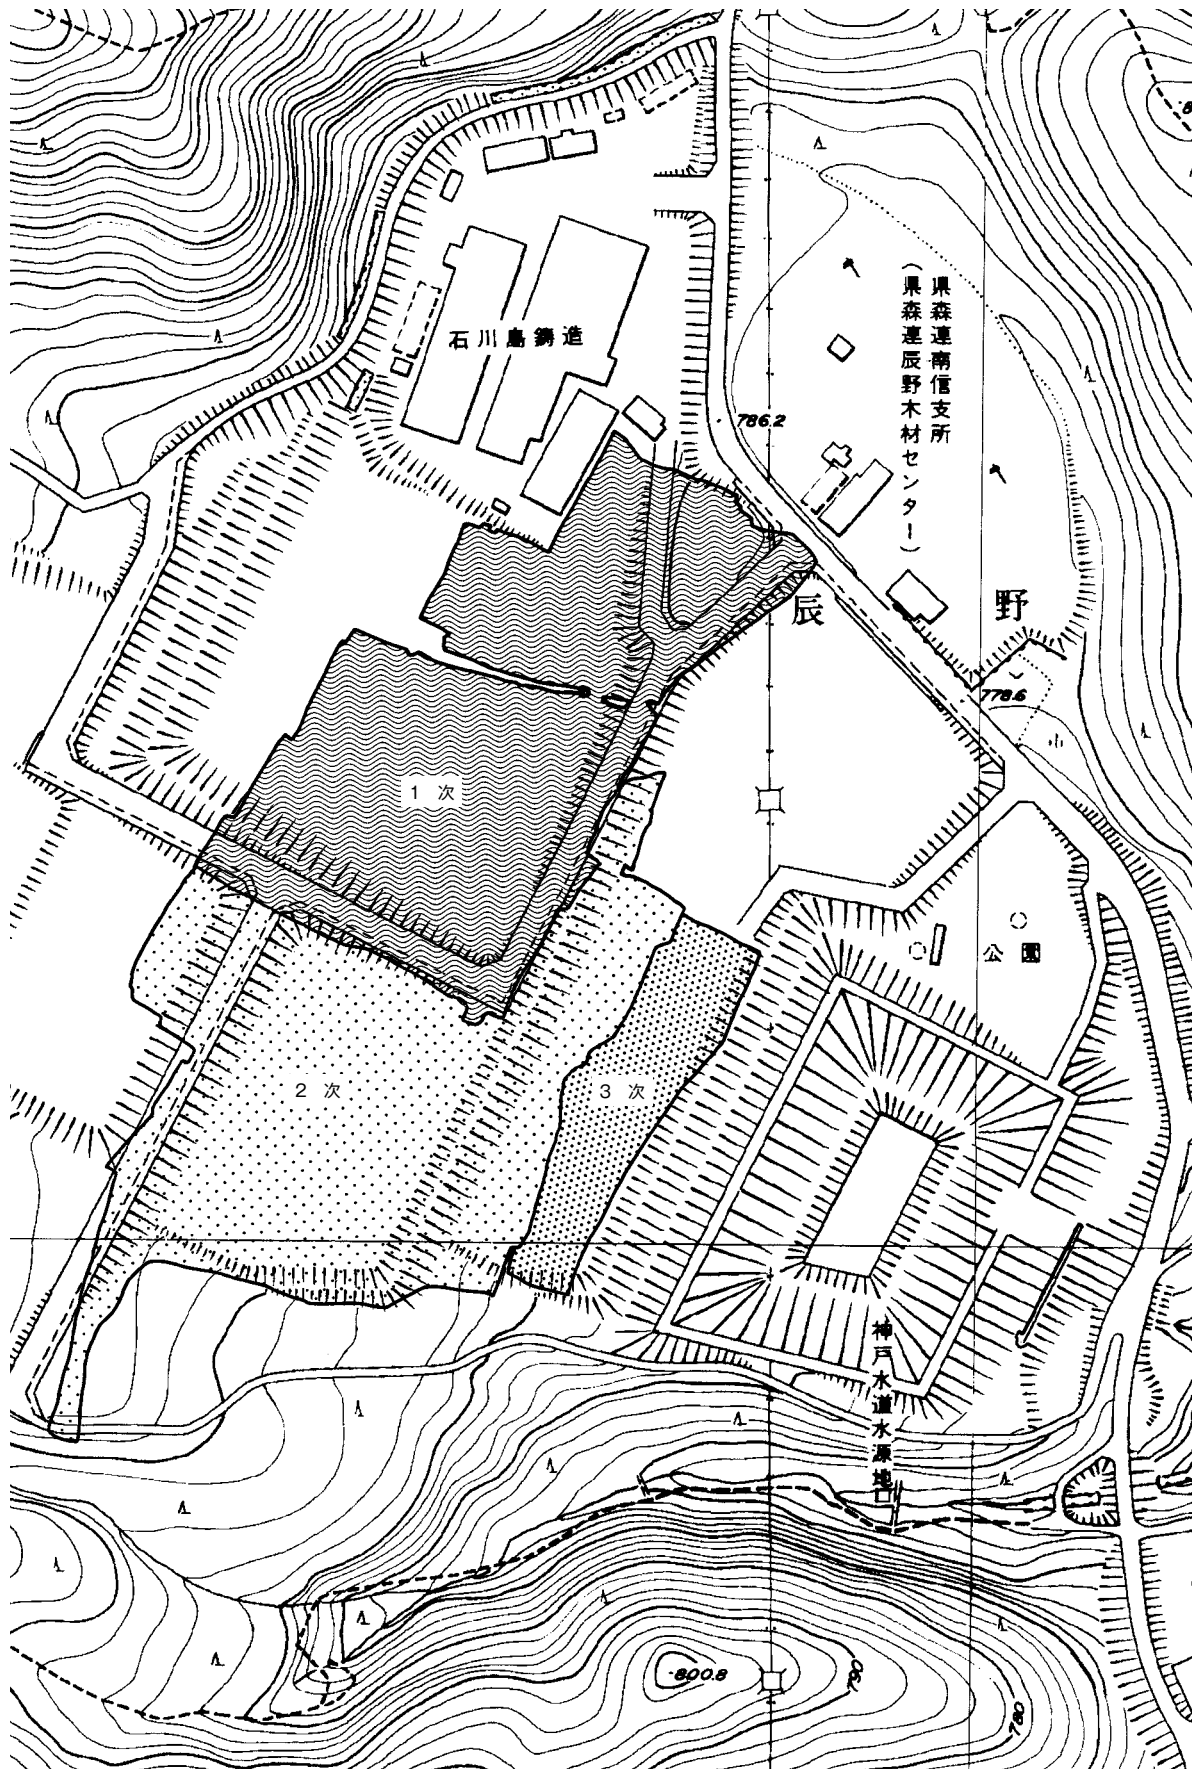 石川島鋳造
県森連南信支所
（県森連辰野木材センター）
786.2
辰野
778.6
1次
公園
2次
3次
神戸水道水源地
800.8
790
780